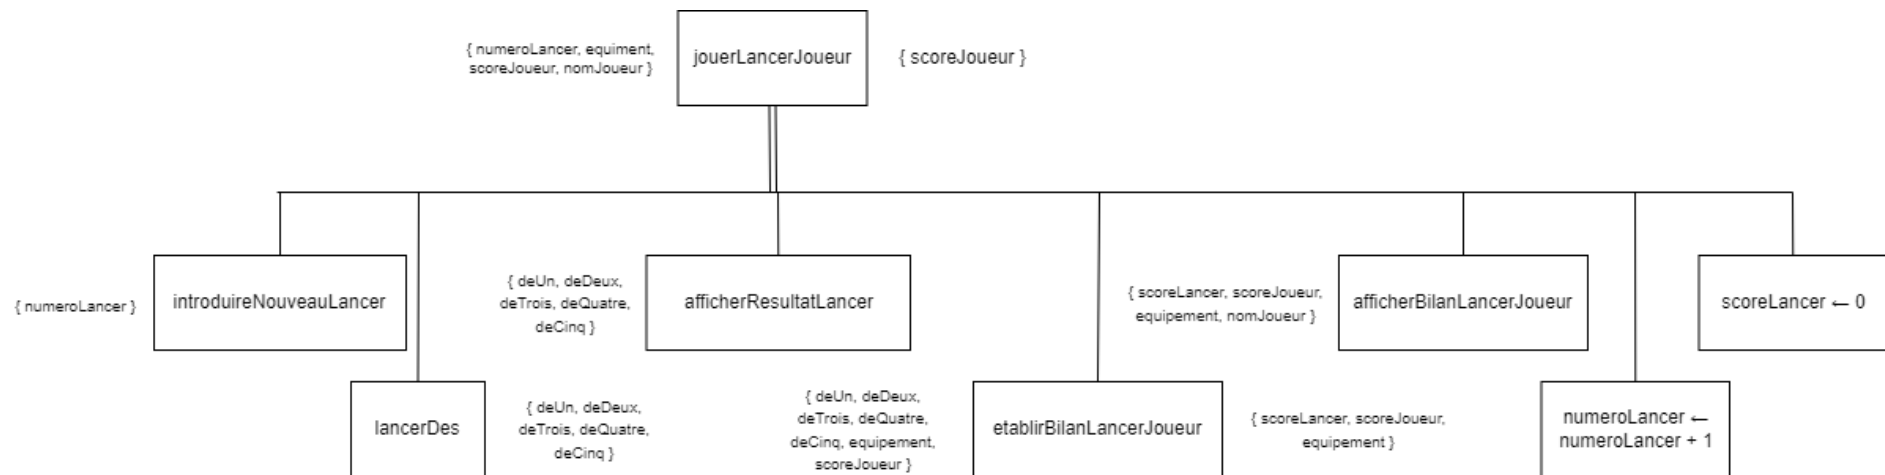 { numeroLancer, equiment,
scoreJoueur, nomJoueur }
jouerLancerJoueur
{ scoreJoueur }
{ numeroLancer }
introduireNouveauLancer
{ deUn, deDeux,
deTrois, deQuatre,
deCinq }
afficherResultatLancer
{ scoreLancer, scoreJoueur,
equipement, nomJoueur }
afficherBilanLancerJoueur
scoreLancer ← 0
lancerDes
{ deUn, deDeux,
deTrois, deQuatre,
deCinq }
{ deUn, deDeux,
deTrois, deQuatre,
deCinq, equipement,
scoreJoueur }
etablirBilanLancerJoueur
{ scoreLancer, scoreJoueur,
equipement }
numeroLancer ←
numeroLancer + 1